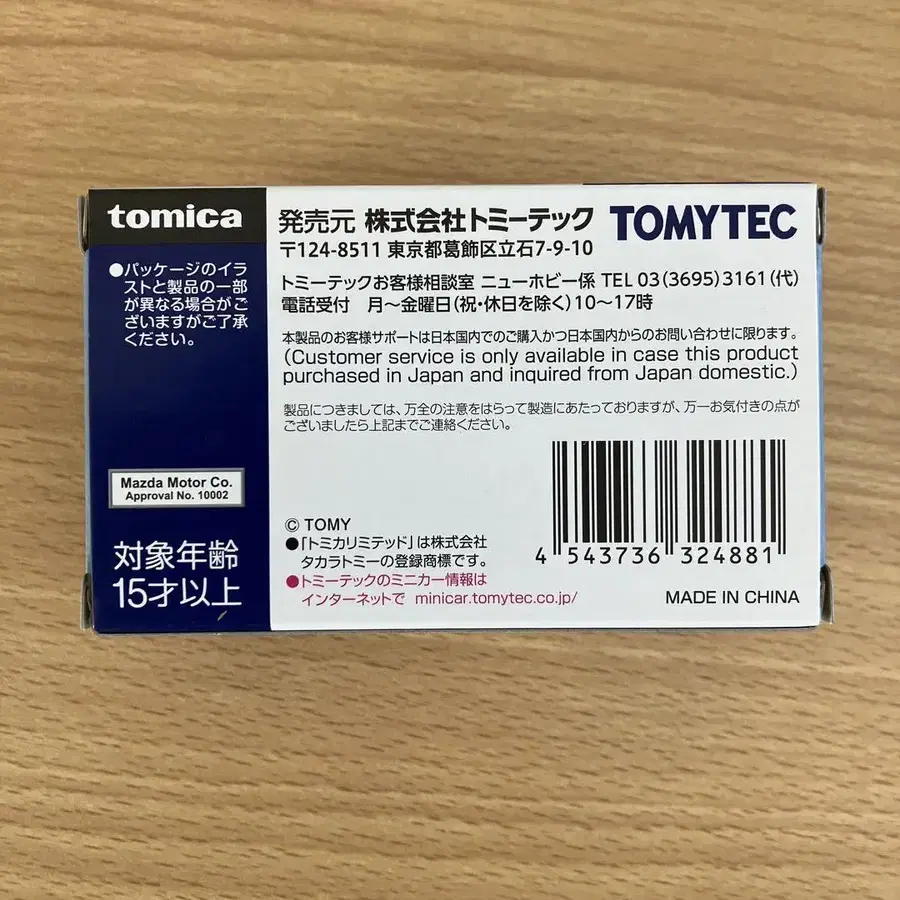 tomica
●パッケージのイラ
ストと製品の一部
が異なる場合がご
ざいますがご了承
ください。
Mazda Motor Co.
Approval No. 10002
対象年齢
15才以上
発売元 株式会社トミーテック TOMYTEC
〒124-8511 東京都葛飾区立石7-9-10
トミーテックお客様相談室 ニューホビー係 TEL 03(3695)3161(代)
電話受付 月〜金曜日(祝・休日を除く)10〜17時
本製品のお客様サポートは日本国内でのご購入かつ日本国内からのお問い合わせに限ります。
(Customer service is only available in case this product
purchased in Japan and inquired from Japan domestic.)
製品につきましては、万全の注意をはらって製造にあたっておりますが、万一お気付きの点が
ございましたら上記までご連絡ください。
© TOMY
●「トミカリミテッド」は株式会社
タカラトミーの登録商標です。
●トミーテックのミニカー情報は
インターネットで minicar.tomytec.co.jp/
4 543736 324881
MADE IN CHINA